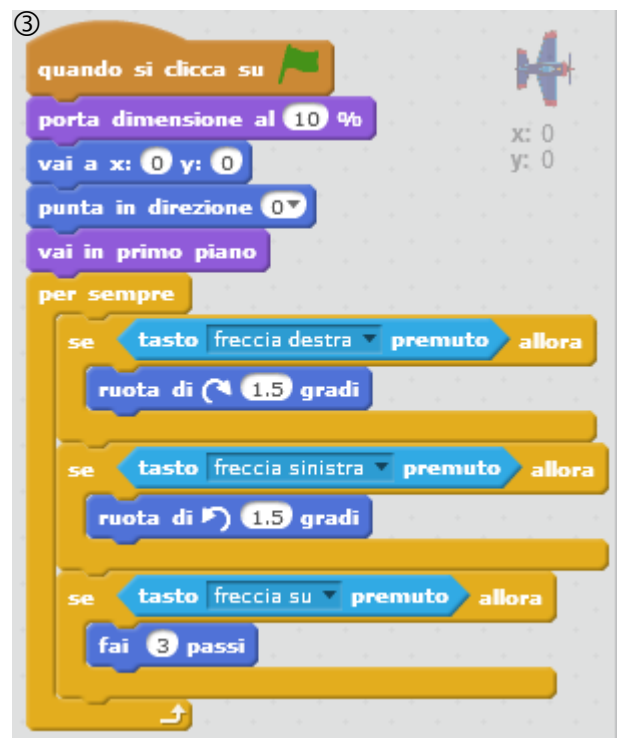 ③
quando si clicca su
porta dimensione al 10 %
x: 0
y: 0
vai a x: 0 y: 0
punta in direzione 0
vai in primo piano
per sempre
se tasto freccia destra premuto allora
ruota di 1.5 gradi
se tasto freccia sinistra premuto allora
ruota di 1.5 gradi
se tasto freccia su premuto allora
fai 3 passi